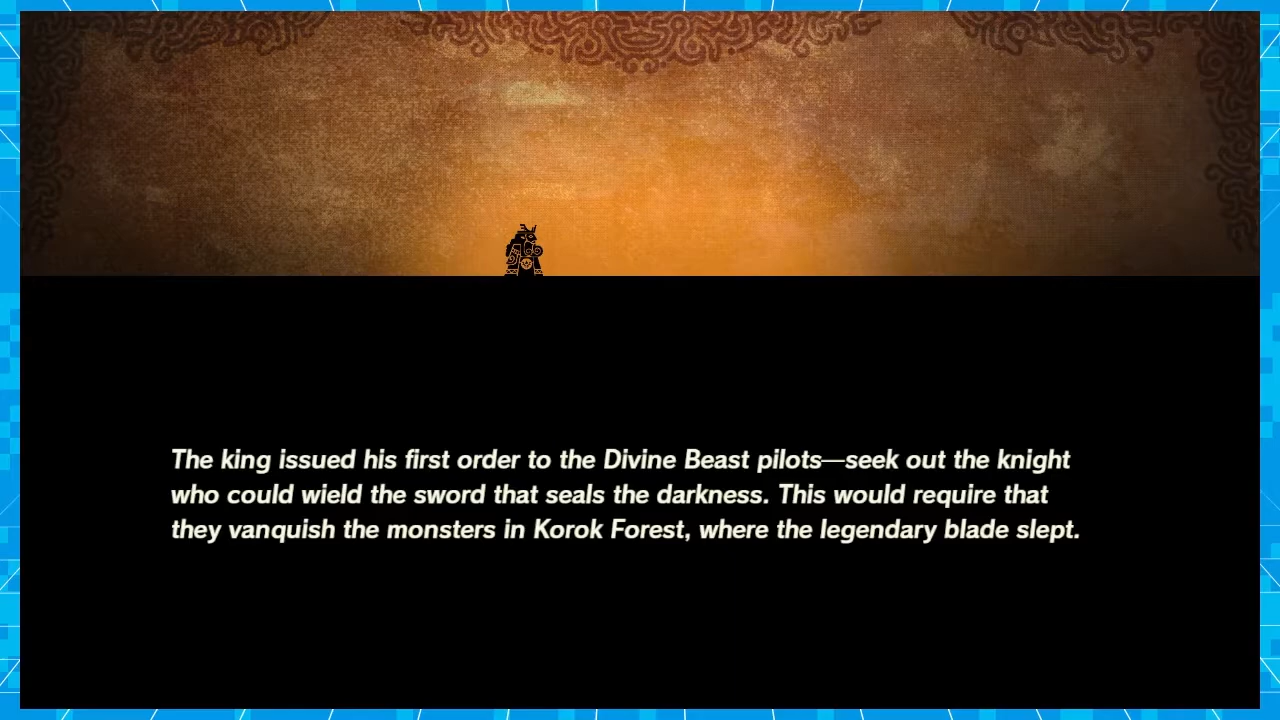 The king issued his first order to the Divine Beast pilots—seek out the knight
who could wield the sword that seals the darkness. This would require that
they vanquish the monsters in Korok Forest, where the legendary blade slept.